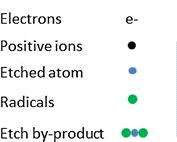 Electrons e-
Positive ions
Etched atom
Radicals
Etch by-product